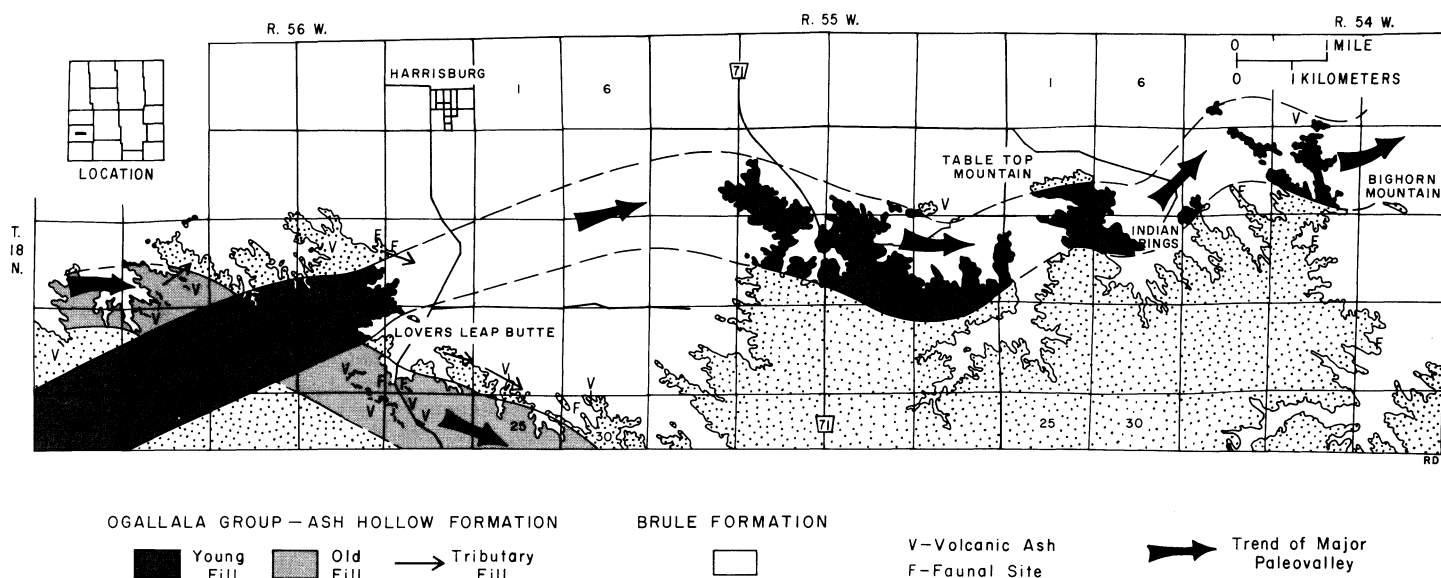 R. 56 W.
R. 55 W.
R. 54 W.
0 1 MILE
0 1 KILOMETERS
71
HARRISBURG
1
6
1
6
LOCATION
V
TABLE TOP
MOUNTAIN
BIGHORN
MOUNTAIN
F
V
T.
18
N.
F
V
F
INDIAN
SPRINGS
V
V
LOVERS LEAP BUTTE
F
V
V
F
F
V
V
V
F
25
30
71
25
30
RD
OGALLALA GROUP — ASH HOLLOW FORMATION
BRULE FORMATION
Young
Fill
Old
Fill
Tributary
Fill
V–Volcanic Ash
F–Faunal Site
Trend of Major
Paleovalley